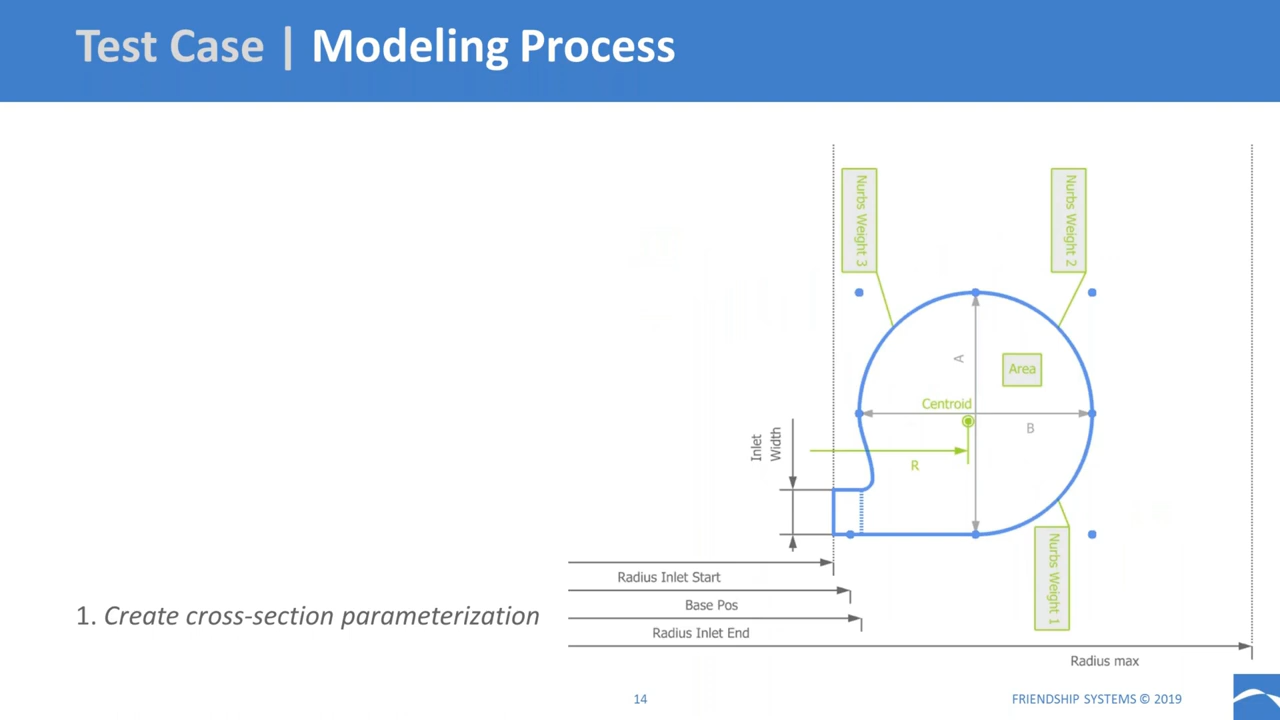 Test Case | Modeling Process
Nurbs Weight 3
Nurbs Weight 2
A
Area
Centroid
B
Inlet
Width
R
Nurbs Weight 1
Radius Inlet Start
Base Pos
1. Create cross-section parameterization
Radius Inlet End
Radius max
14
FRIENDSHIP SYSTEMS © 2019